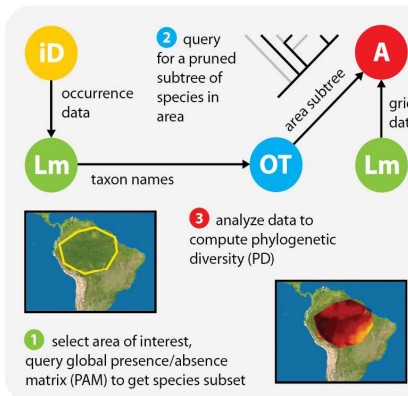 iD
2 query
for a pruned
subtree of
species in
area
A
occurrence
data
area subtree
Lm
taxon names
OT
Lm
3 analyze data to
compute phylogenetic
diversity (PD)
1 select area of interest,
query global presence/absence
matrix (PAM) to get species subset